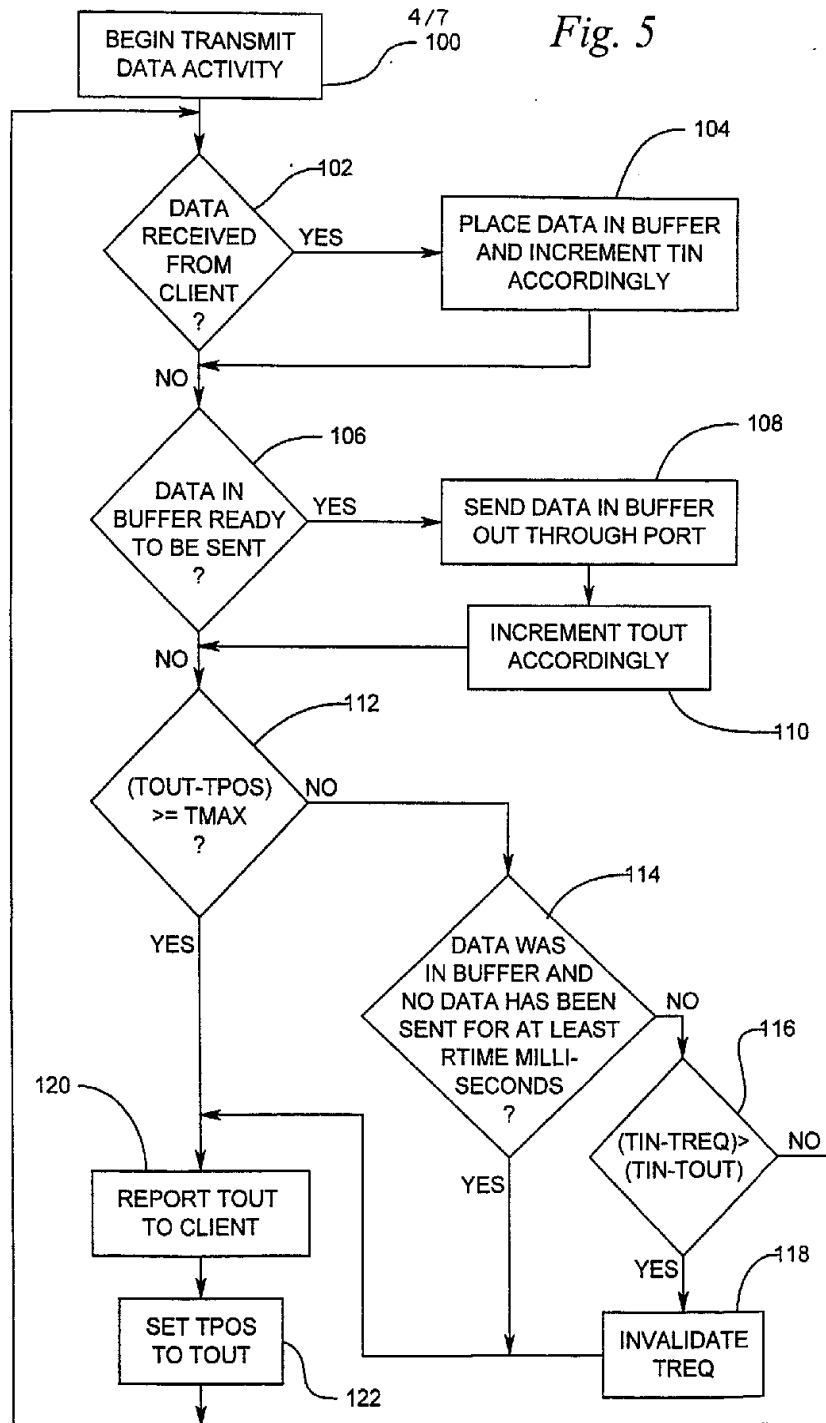 4/7
Fig. 5
BEGIN TRANSMIT
DATA ACTIVITY
100
102
DATA
RECEIVED
FROM
CLIENT
?
YES
NO
104
PLACE DATA IN BUFFER
AND INCREMENT TIN
ACCORDINGLY
106
DATA IN
BUFFER READY
TO BE SENT
?
YES
NO
108
SEND DATA IN BUFFER
OUT THROUGH PORT
INCREMENT TOUT
ACCORDINGLY
110
112
(TOUT-TPOS)
>= TMAX
?
NO
YES
114
DATA WAS
IN BUFFER AND
NO DATA HAS BEEN
SENT FOR AT LEAST
RTIME MILLI-
SECONDS
?
NO
YES
116
(TIN-TREQ)>
(TIN-TOUT)
NO
YES
118
INVALIDATE
TREQ
120
REPORT TOUT
TO CLIENT
SET TPOS
TO TOUT
122